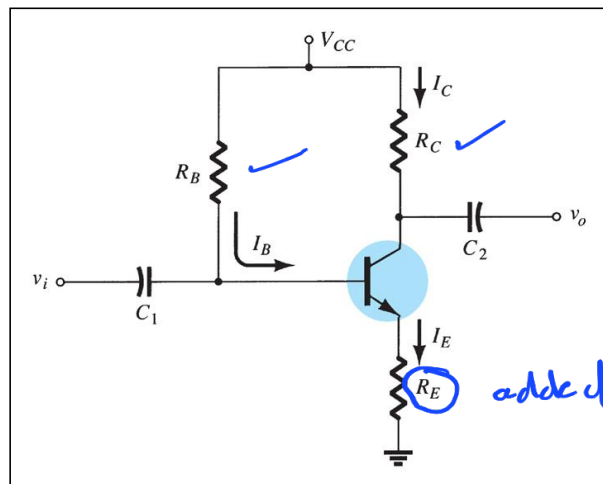 V_CC
I_C
R_C
R_B
I_B
C_2
v_o
v_i
C_1
I_E
R_E
added